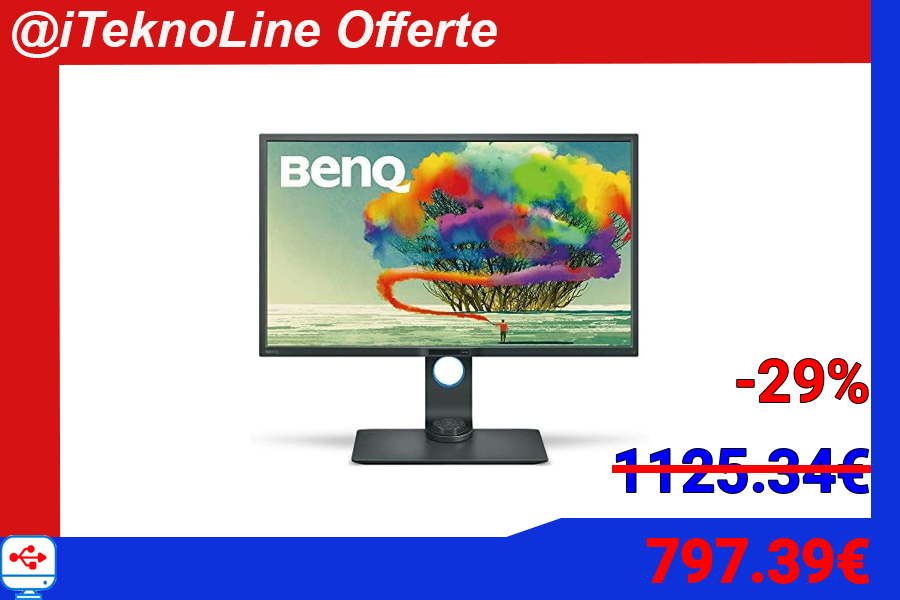 @iTeknoLine Offerte
BenQ
-29%
1125.34€
797.39€